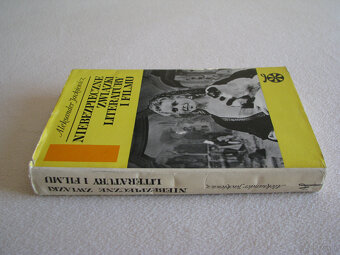 Aleksander Jackiewicz
NIEBEZPIECZNE
ZWIĄZKI
LITERATURY
I FILMU
Aleksander Jackiewicz
NIEBEZPIECZNE ZWIĄZKI
LITERATURY I FILMU